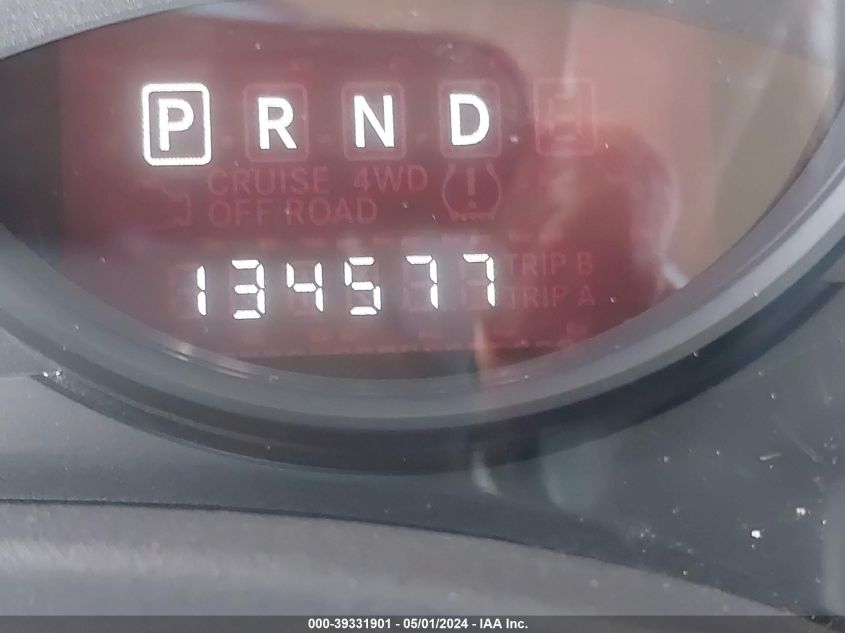 P R N D
CRUISE 4WD
OFF ROAD
134577
TRIP B
TRIP A
000-39331901 - 05/01/2024 - IAA Inc.